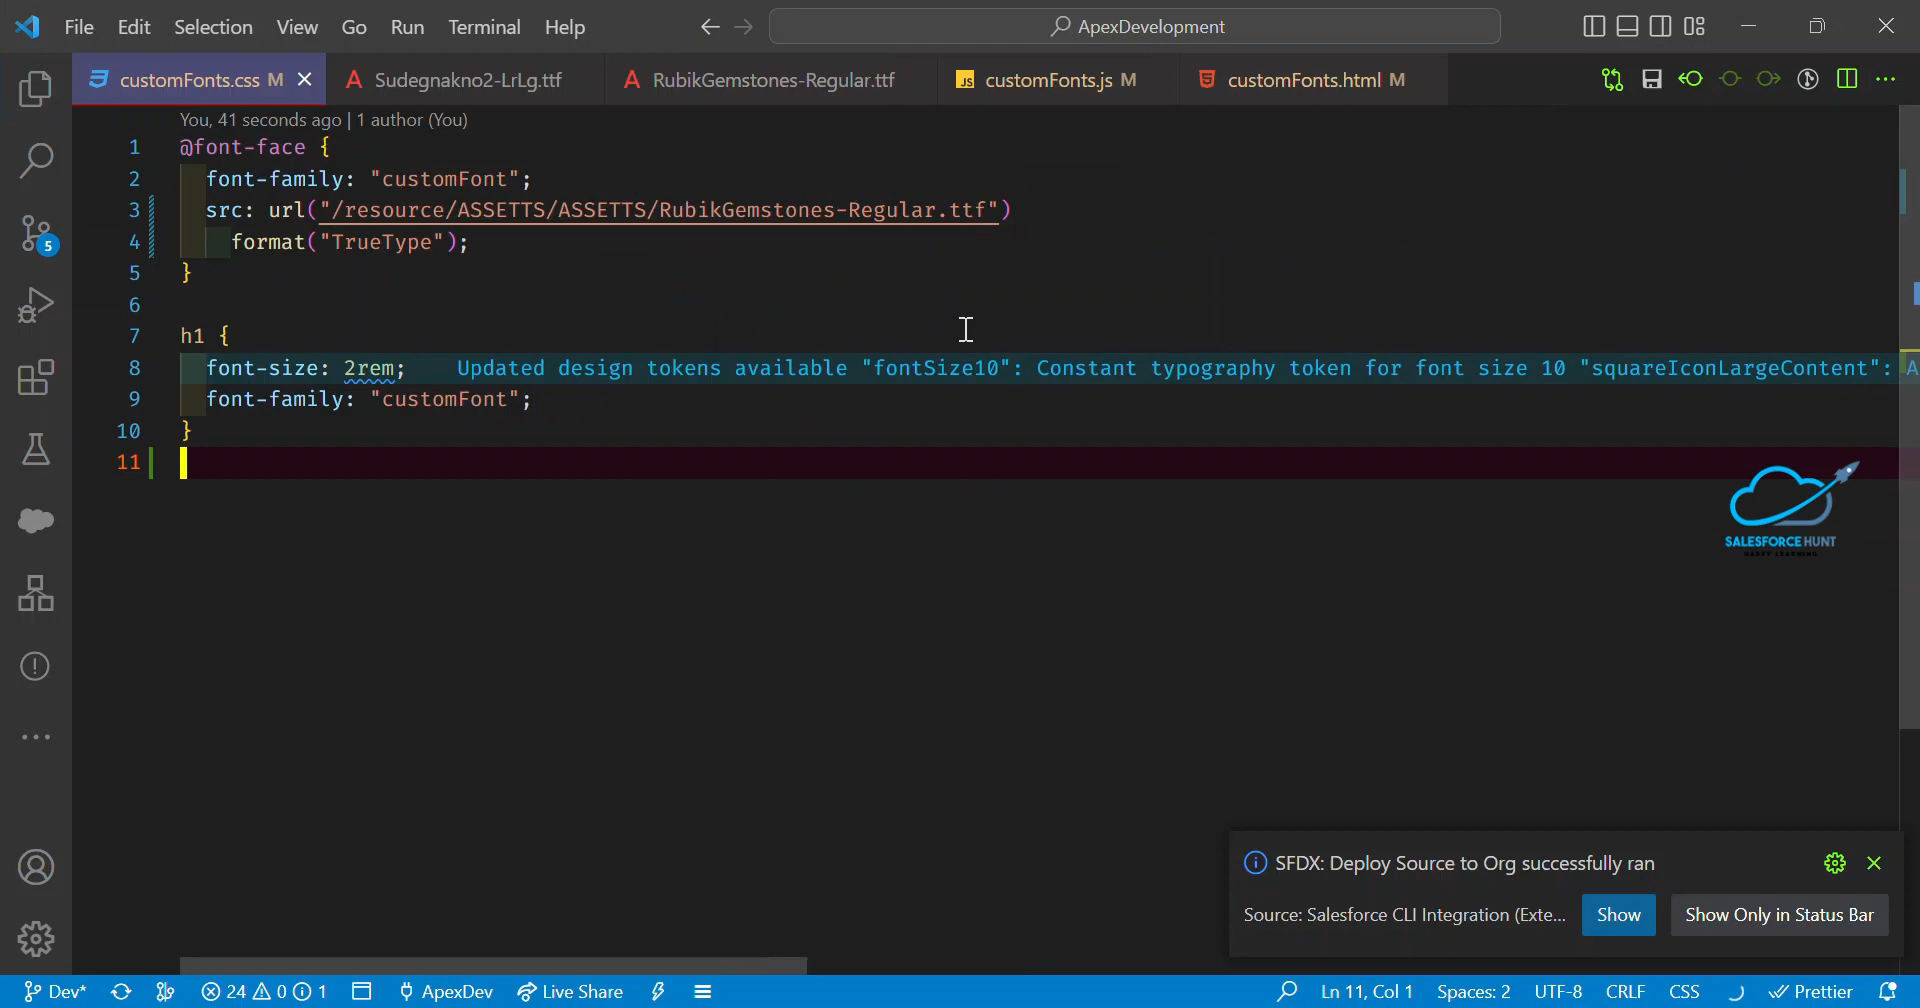 File Edit Selection View Go Run Terminal Help ApexDevelopment
customFonts.css M Sudegnakno2-LrLg.ttf RubikGemstones-Regular.ttf JS customFonts.js M customFonts.html M
You, 41 seconds ago | 1 author (You)
1 @font-face {
2 font-family: "customFont";
3 src: url("/resource/ASSETTS/ASSETTS/RubikGemstones-Regular.ttf")
4 format("TrueType");
5 }
6
7 h1 {
8 font-size: 2rem; Updated design tokens available "fontSize10": Constant typography token for font size 10 "squareIconLargeContent": A
9 font-family: "customFont";
10 }
11
5
SALESFORCE HUNT
SFDX: Deploy Source to Org successfully ran
Source: Salesforce CLI Integration (Exte... Show Show Only in Status Bar
Dev* 24 0 1 ApexDev Live Share Ln 11, Col 1 Spaces: 2 UTF-8 CRLF CSS Prettier